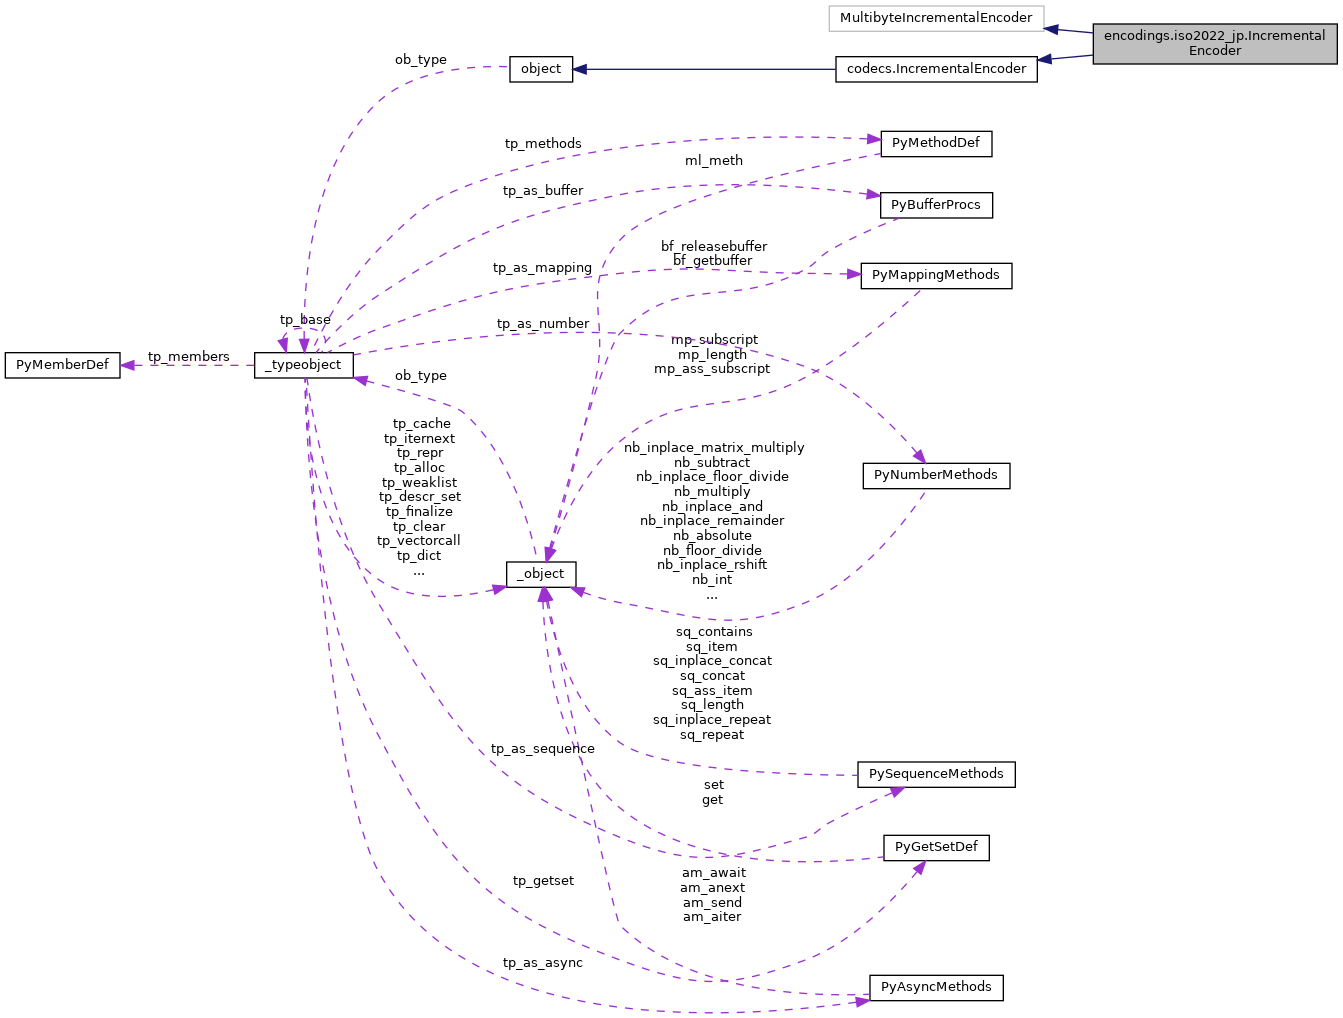 MultibyteIncrementalEncoder
encodings.iso2022_jp.Incremental
Encoder
ob_type
object
codecs.IncrementalEncoder
tp_methods
PyMethodDef
ml_meth
tp_as_buffer
PyBufferProcs
bf_releasebuffer
bf_getbuffer
tp_as_mapping
PyMappingMethods
tp_base
tp_as_number
mp_subscript
mp_length
mp_ass_subscript
PyMemberDef
tp_members
_typeobject
ob_type
tp_cache
tp_iternext
tp_repr
tp_alloc
tp_weaklist
tp_descr_set
tp_finalize
tp_clear
tp_vectorcall
tp_dict
...
nb_inplace_matrix_multiply
nb_subtract
nb_inplace_floor_divide
nb_multiply
nb_inplace_and
nb_inplace_remainder
nb_absolute
nb_floor_divide
nb_inplace_rshift
nb_int
...
PyNumberMethods
_object
sq_contains
sq_item
sq_inplace_concat
sq_concat
sq_ass_item
sq_length
sq_inplace_repeat
sq_repeat
tp_as_sequence
PySequenceMethods
set
get
PyGetSetDef
tp_getset
am_await
am_anext
am_send
am_aiter
tp_as_async
PyAsyncMethods